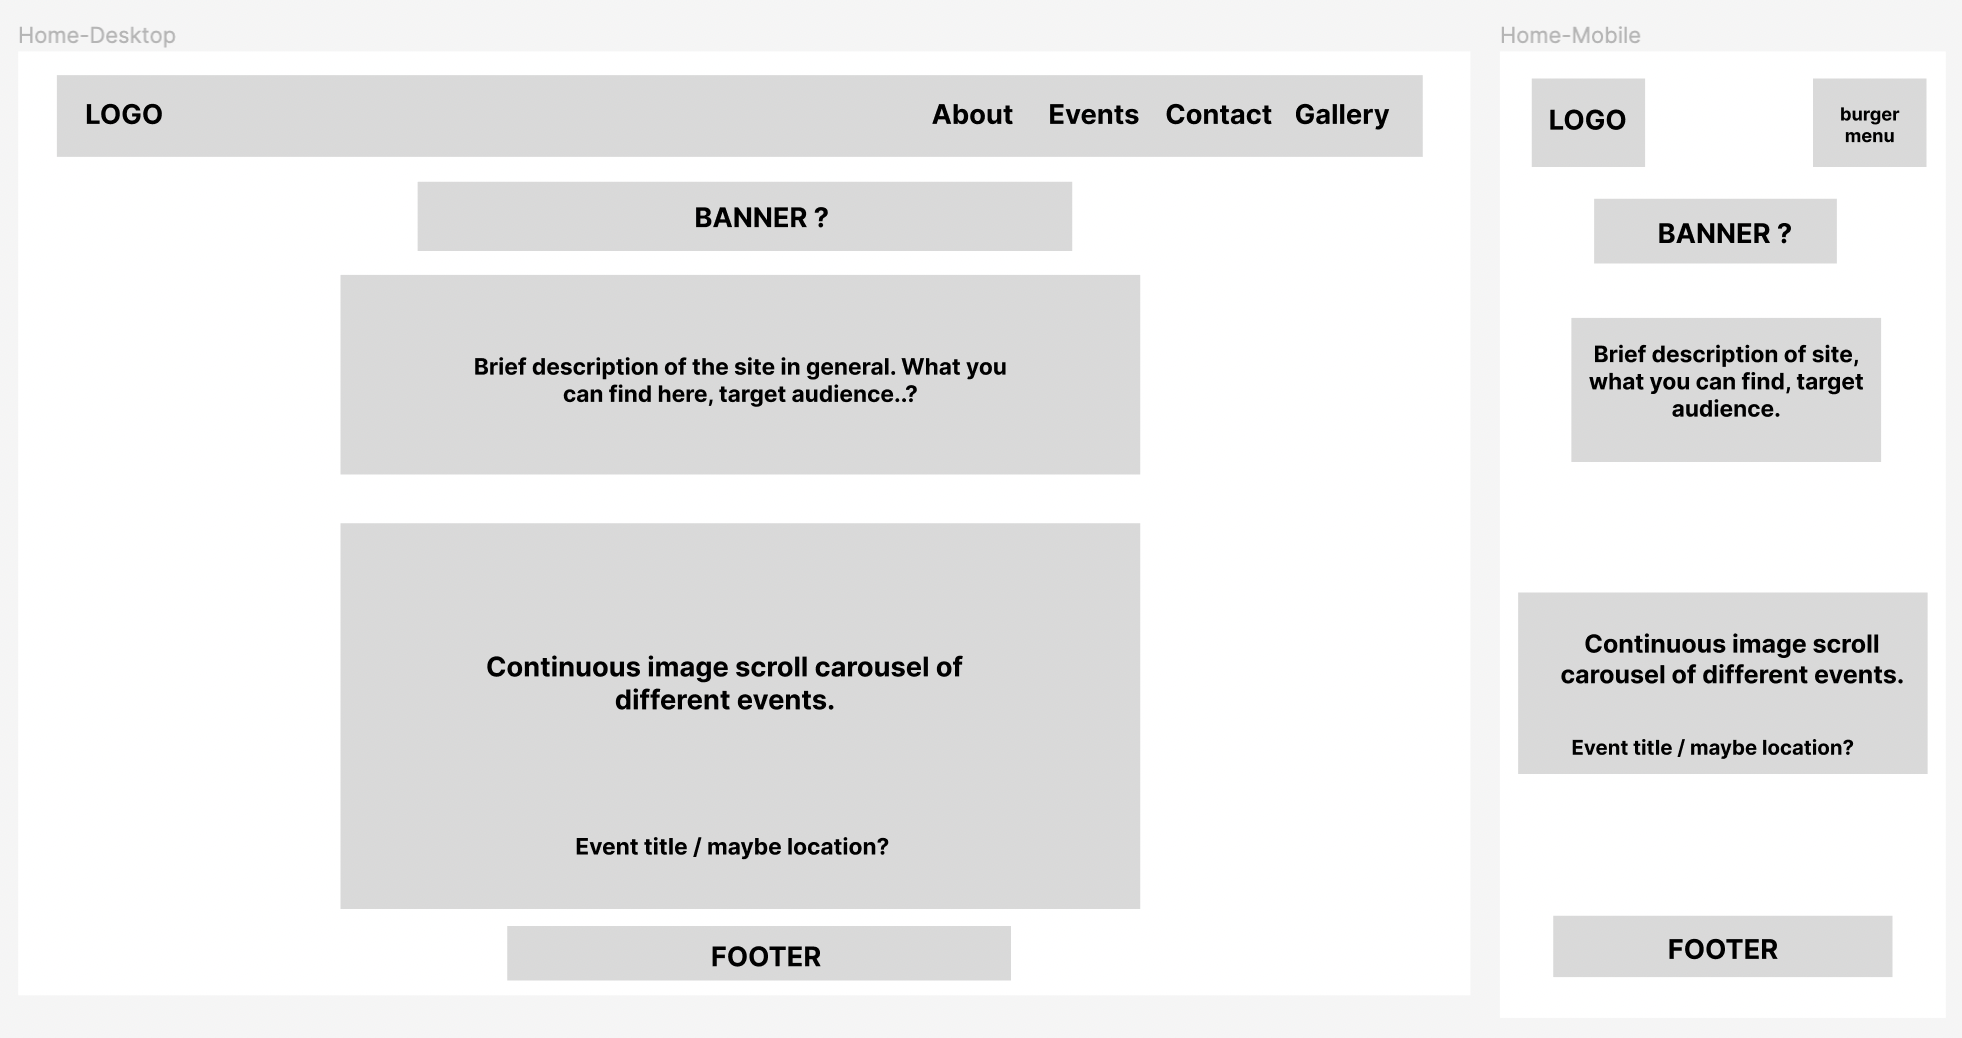 Home-Desktop
LOGO
About Events Contact Gallery
BANNER ?
Brief description of the site in general. What you
can find here, target audience..?
Continuous image scroll carousel of
different events.
Event title / maybe location?
FOOTER
Home-Mobile
LOGO
burger
menu
BANNER ?
Brief description of site,
what you can find, target
audience.
Continuous image scroll
carousel of different events.
Event title / maybe location?
FOOTER